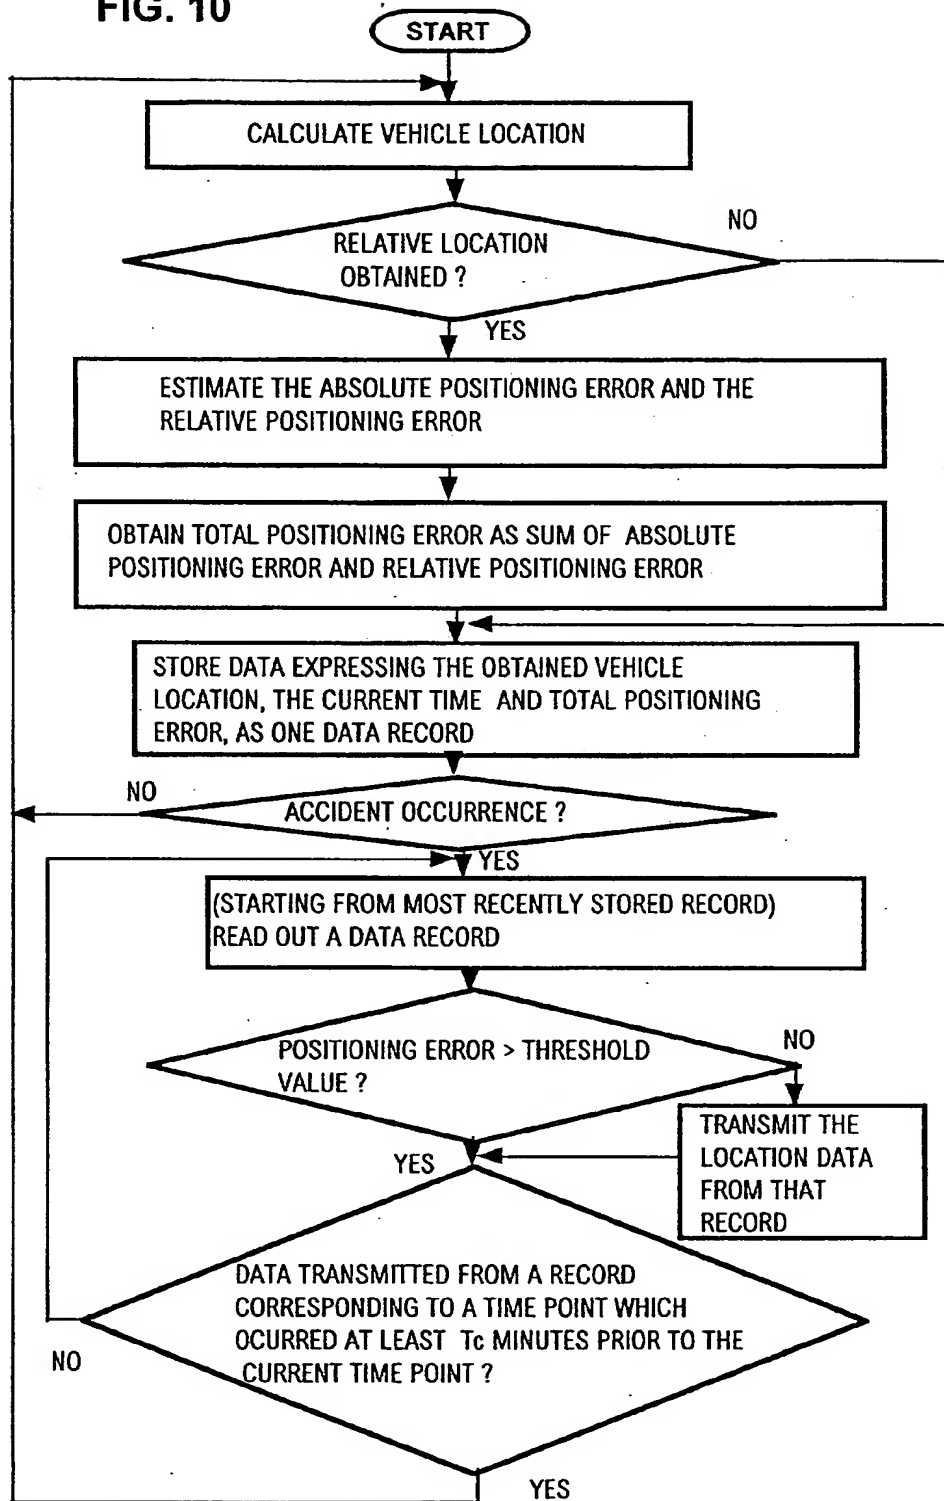 FIG. 10
START
CALCULATE VEHICLE LOCATION
RELATIVE LOCATION
OBTAINED ?
NO
YES
ESTIMATE THE ABSOLUTE POSITIONING ERROR AND THE
RELATIVE POSITIONING ERROR
OBTAIN TOTAL POSITIONING ERROR AS SUM OF ABSOLUTE
POSITIONING ERROR AND RELATIVE POSITIONING ERROR
STORE DATA EXPRESSING THE OBTAINED VEHICLE
LOCATION, THE CURRENT TIME AND TOTAL POSITIONING
ERROR, AS ONE DATA RECORD
NO
ACCIDENT OCCURRENCE ?
YES
(STARTING FROM MOST RECENTLY STORED RECORD)
READ OUT A DATA RECORD
POSITIONING ERROR > THRESHOLD
VALUE ?
NO
TRANSMIT THE
LOCATION DATA
FROM THAT
RECORD
YES
DATA TRANSMITTED FROM A RECORD
CORRESPONDING TO A TIME POINT WHICH
OCURRED AT LEAST Tc MINUTES PRIOR TO THE
CURRENT TIME POINT ?
NO
YES